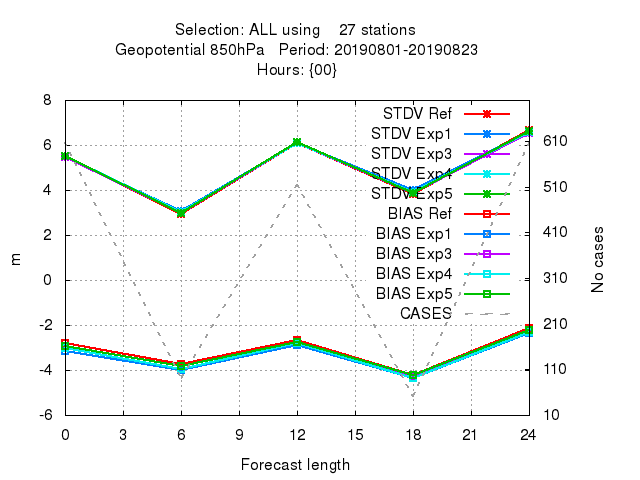 Selection: ALL using 27 stations
Geopotential 850hPa Period: 20190801-20190823
Hours: {00}
8
6
4
2
0
-2
-4
-6
m
610
510
410
310
210
110
10
No cases
STDV Ref
STDV Exp1
STDV Exp3
STDV Exp4
STDV Exp5
BIAS Ref
BIAS Exp1
BIAS Exp3
BIAS Exp4
BIAS Exp5
CASES
0 3 6 9 12 15 18 21 24
Forecast length